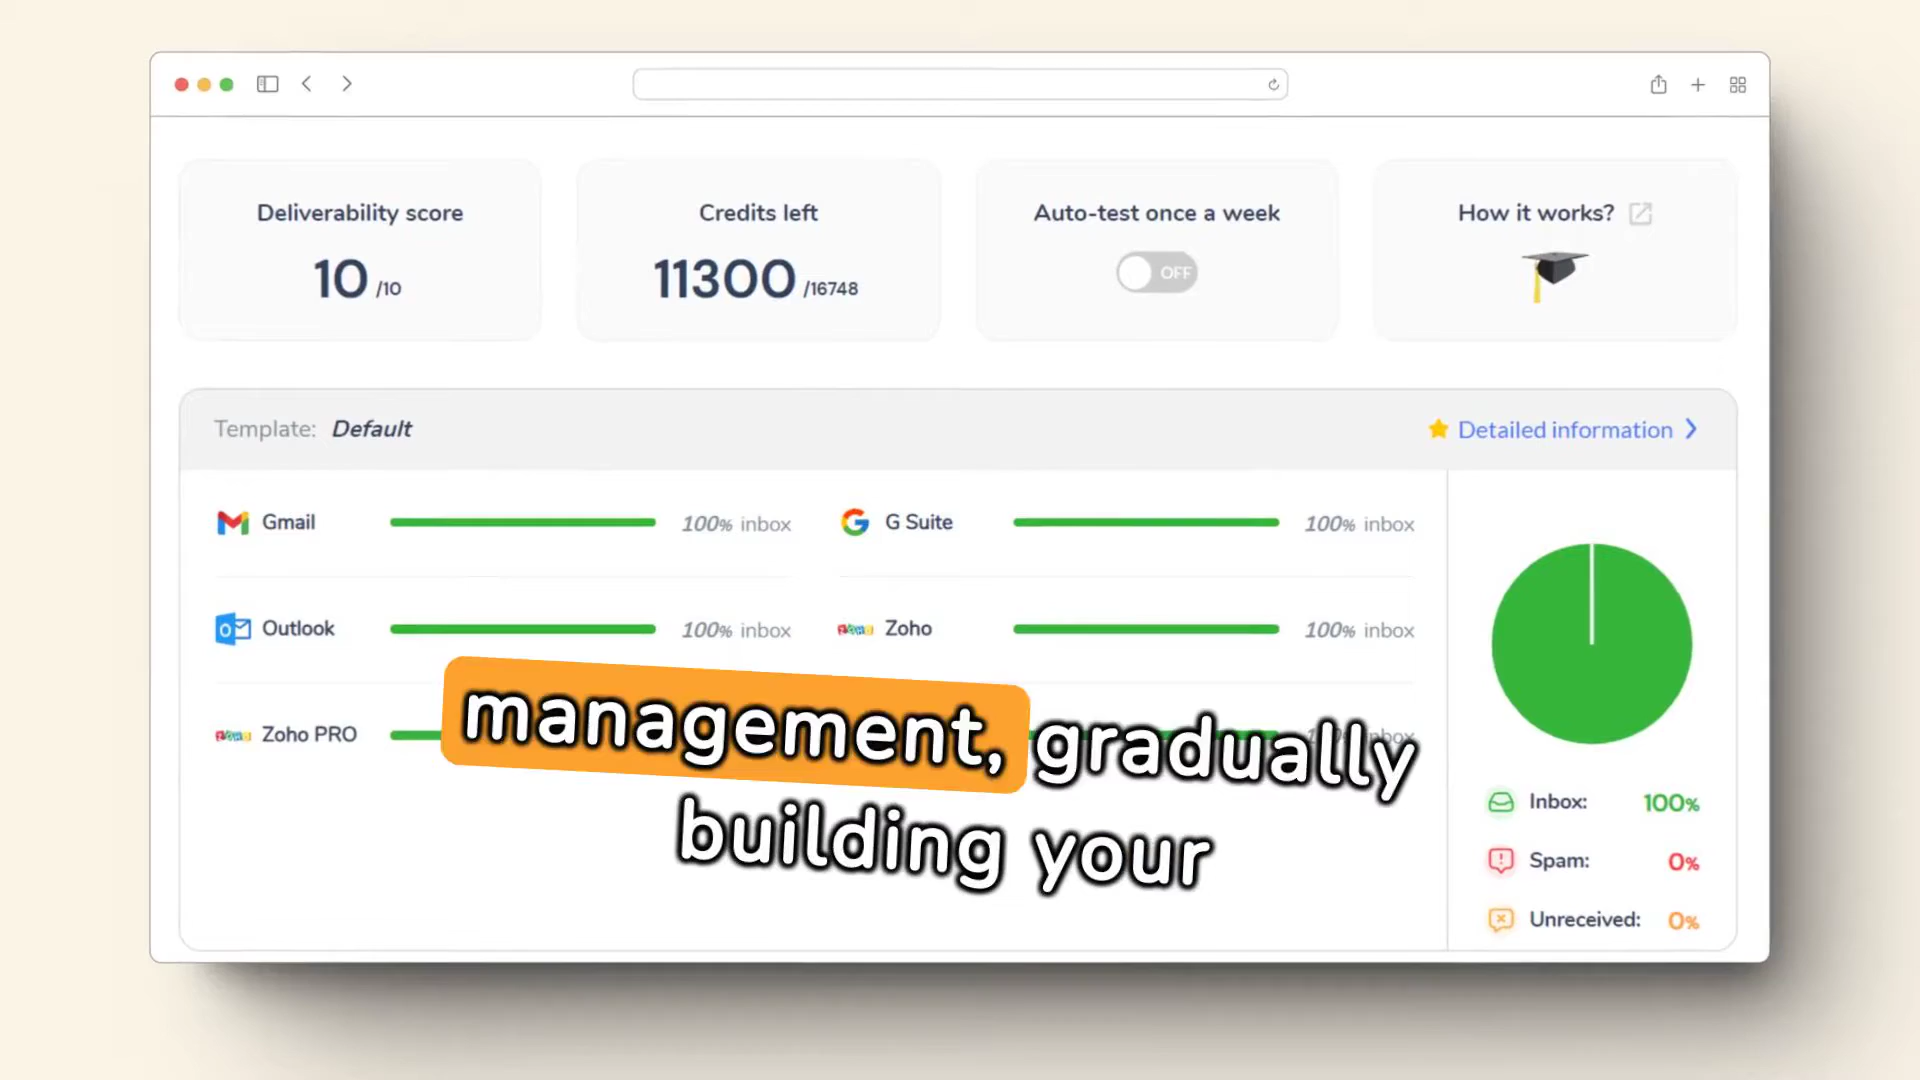 Deliverability score
10 /10
Credits left
11300 /16748
Auto-test once a week
OFF
How it works?
Template: Default
Detailed information
Gmail
100% inbox
G Suite
100% inbox
Outlook
100% inbox
Zoho
100% inbox
Zoho PRO
management, gradually
building your
Inbox: 100%
Spam: 0%
Unreceived: 0%